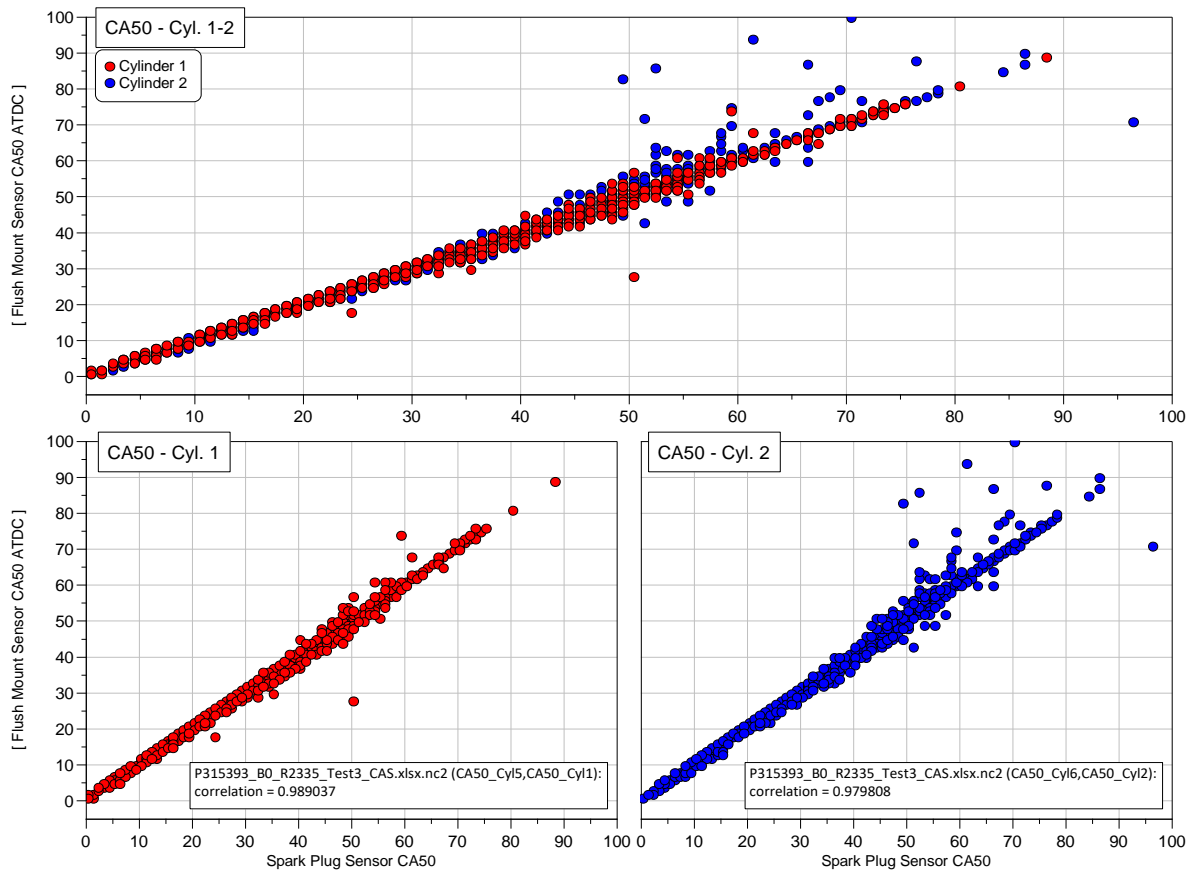 CA50 - Cyl. 1-2
Cylinder 1
Cylinder 2
[ Flush Mount Sensor CA50 ATDC ]
100
90
80
70
60
50
40
30
20
10
0
0 10 20 30 40 50 60 70 80 90 100
CA50 - Cyl. 1
[ Flush Mount Sensor CA50 ATDC ]
100
90
80
70
60
50
40
30
20
10
0
P315393_B0_R2335_Test3_CAS.xlsx.nc2 (CA50_Cyl5,CA50_Cyl1):
correlation = 0.989037
0 10 20 30 40 50 60 70 80 90 100
Spark Plug Sensor CA50
CA50 - Cyl. 2
P315393_B0_R2335_Test3_CAS.xlsx.nc2 (CA50_Cyl6,CA50_Cyl2):
correlation = 0.979808
0 10 20 30 40 50 60 70 80 90 100
Spark Plug Sensor CA50